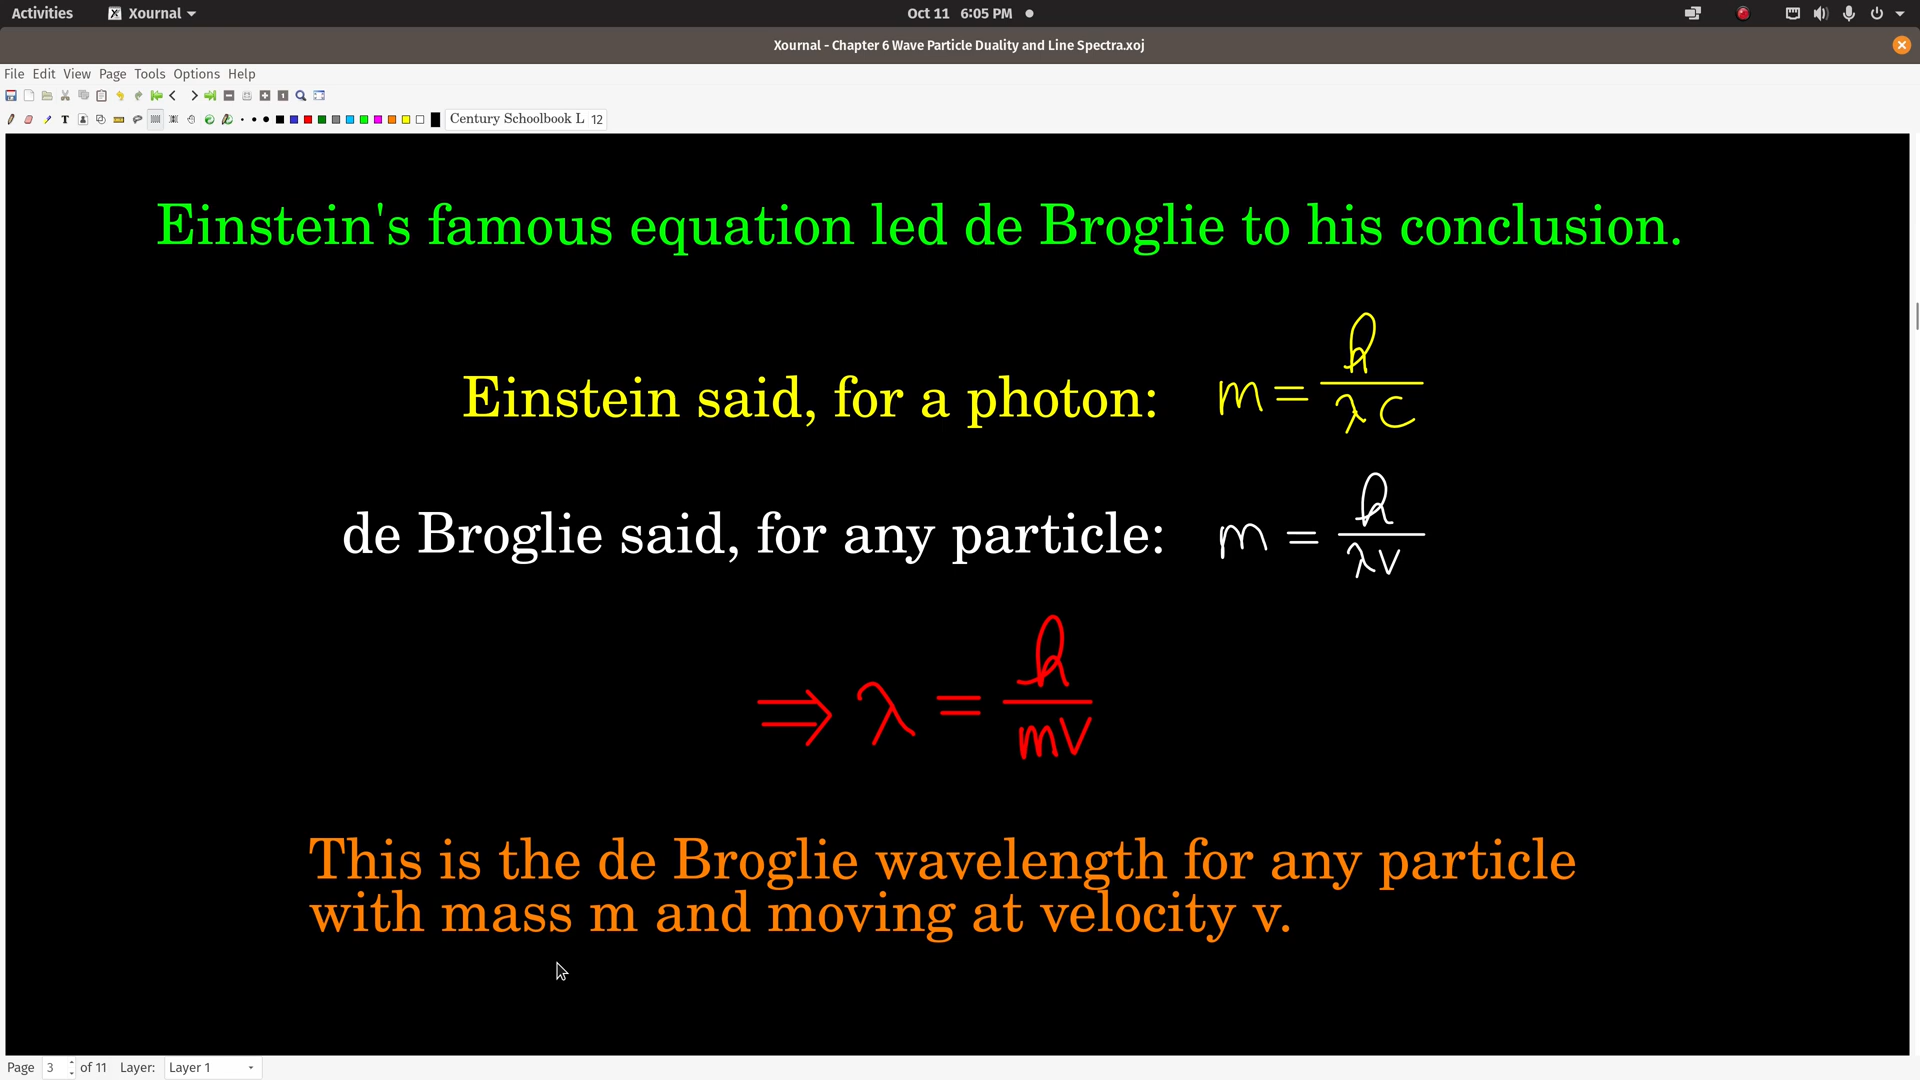 Activities Xournal Oct 11 6:05 PM
Xournal - Chapter 6 Wave Particle Duality and Line Spectra.xoj
File Edit View Page Tools Options Help
T Century Schoolbook L 12
Einstein's famous equation led de Broglie to his conclusion.
Einstein said, for a photon: m = h / λ c
de Broglie said, for any particle: m = h / λ v
⇒ λ = h / m v
This is the de Broglie wavelength for any particle
with mass m and moving at velocity v.
Page 3 of 11 Layer: Layer 1